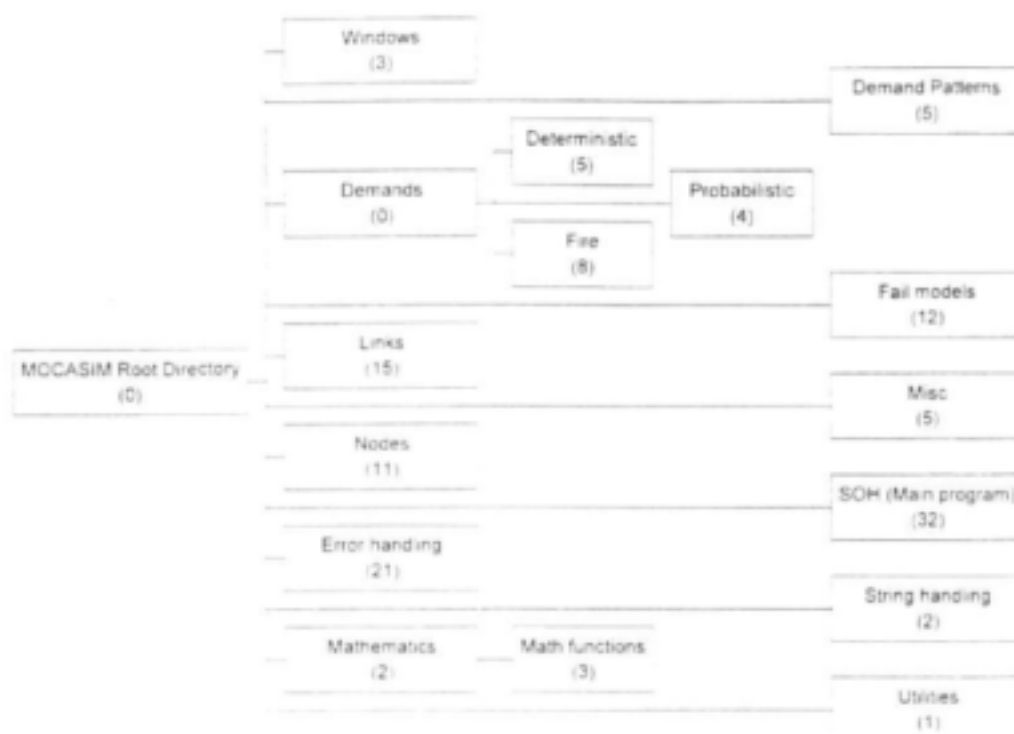 Windows
(3)
Demand Patterns
(5)
Deterministic
(5)
Demands
(0)
Probabilistic
(4)
Fire
(8)
Fail models
(12)
Links
(15)
MOCASIM Root Directory
(0)
Misc
(5)
Nodes
(11)
SOH (Main program)
(32)
Error handling
(21)
String handling
(2)
Mathematics
(2)
Math functions
(3)
Utilities
(1)